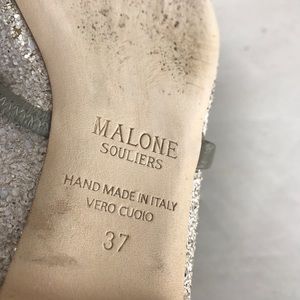 MALONE
SOULIERS
HAND MADE IN ITALY
VERO CUOIO
37